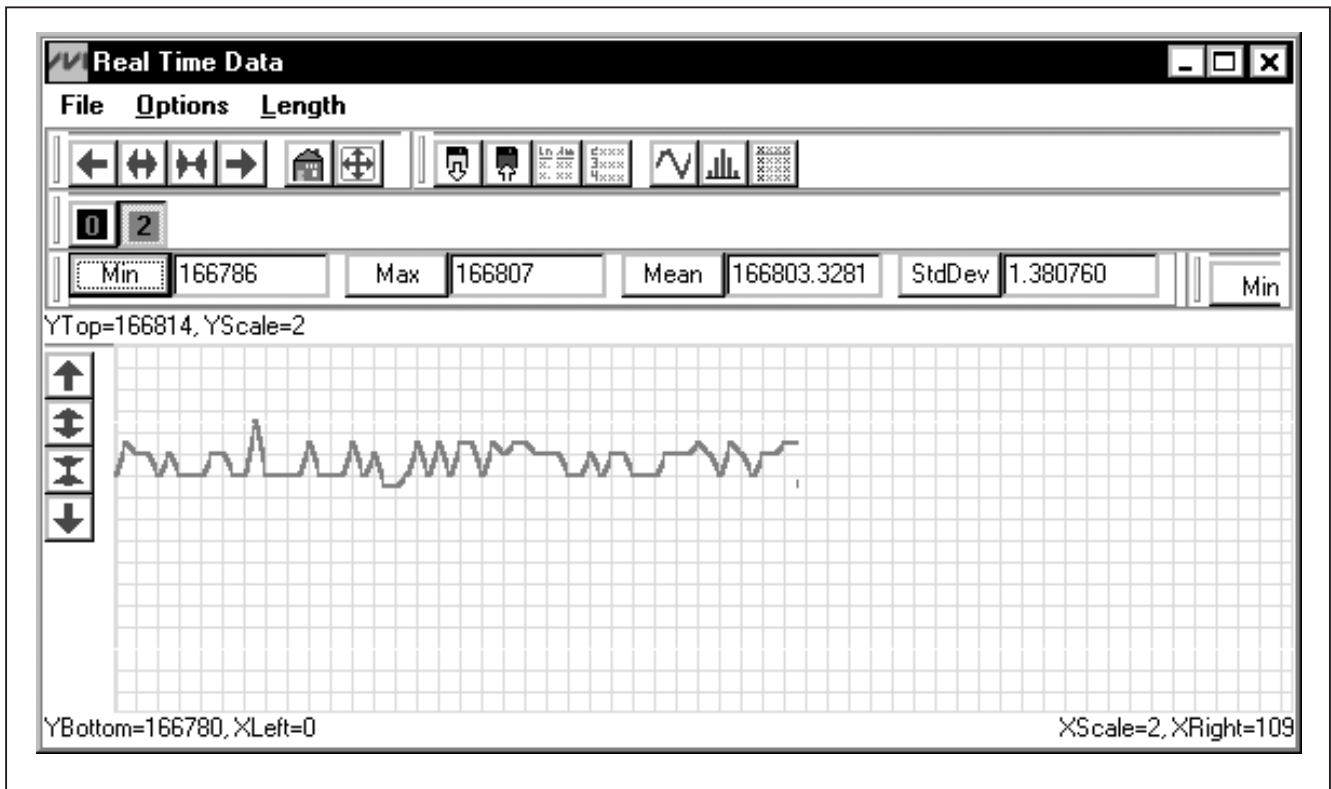 Real Time Data
File Options Length
0 2
Min 166786 Max 166807 Mean 166803.3281 StdDev 1.380760 Min
YTop=166814, YScale=2
YBottom=166780, XLeft=0
XScale=2, XRight=109